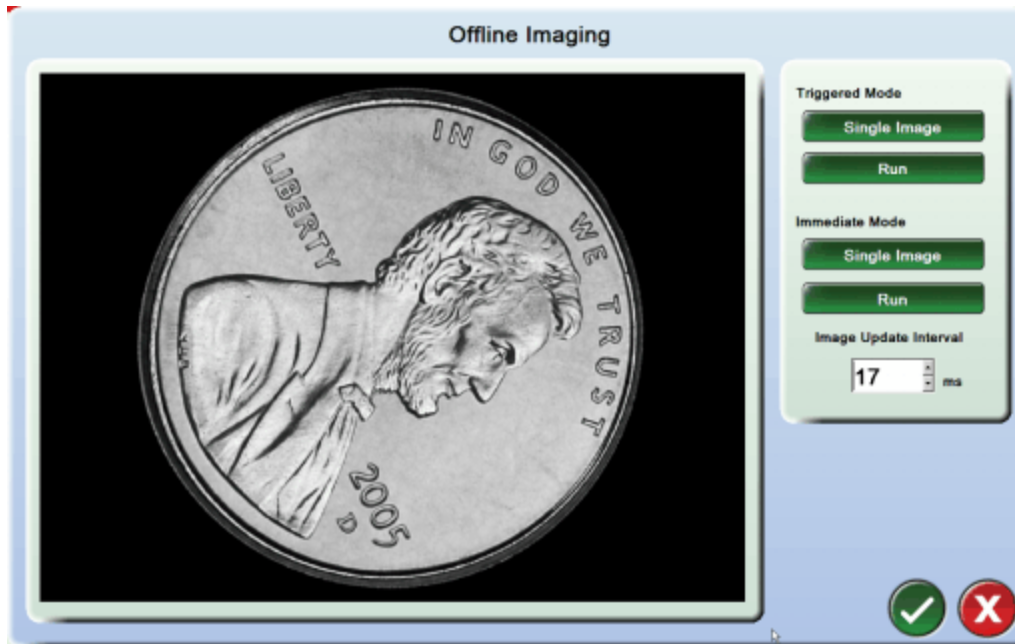 Offline Imaging
IN GOD WE TRUST
LIBERTY
2005
D
Triggered Mode
Single Image
Run
Immediate Mode
Single Image
Run
Image Update Interval
17 ms